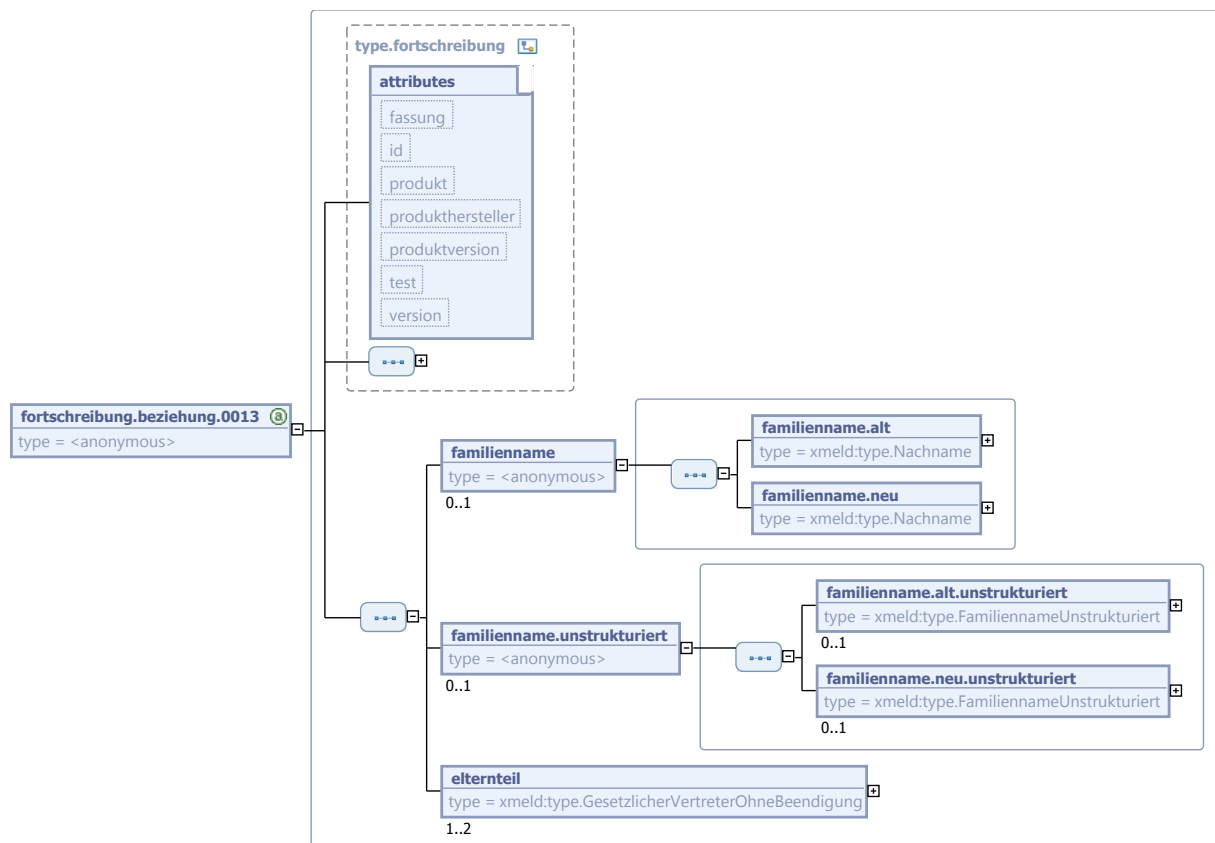 type.fortschreibung
attributes
fassung
id
produkt
produkthersteller
produktversion
test
version
fortschreibung.beziehung.0013 a
type = <anonymous>
familienname
type = <anonymous>
0..1
familienname.alt
type = xmeld:type.Nachname
familienname.neu
type = xmeld:type.Nachname
familienname.unstrukturiert
type = <anonymous>
0..1
familienname.alt.unstrukturiert
type = xmeld:type.FamiliennameUnstrukturiert
0..1
familienname.neu.unstrukturiert
type = xmeld:type.FamiliennameUnstrukturiert
0..1
elternteil
type = xmeld:type.GesetzlicherVertreterOhneBeendigung
1..2